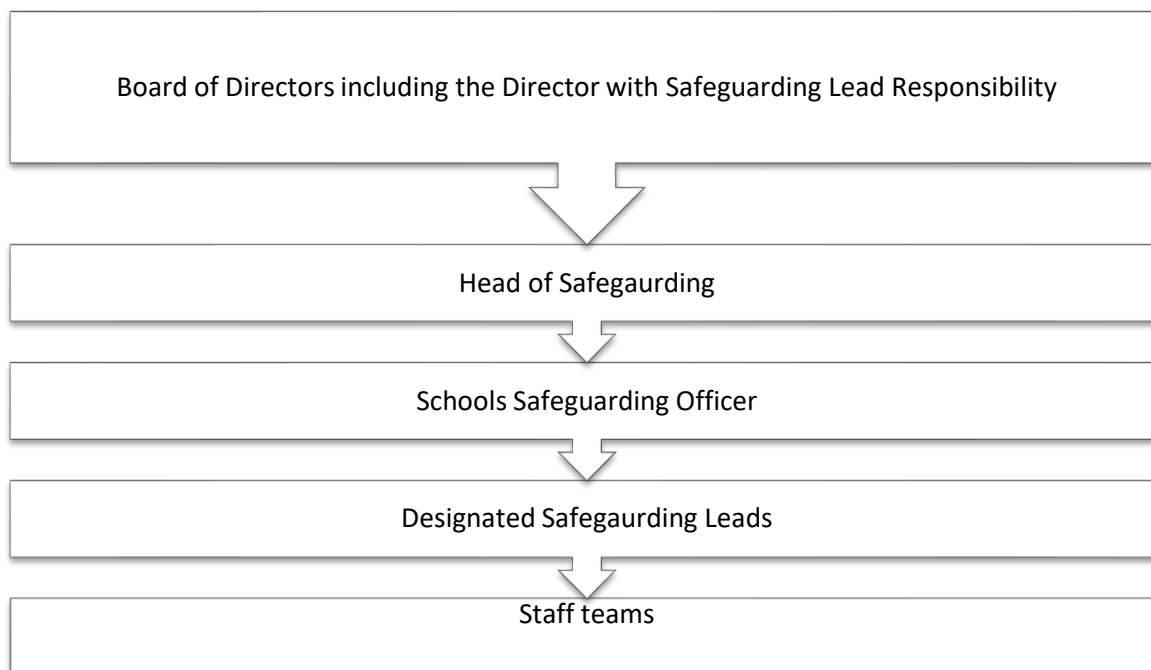 Board of Directors including the Director with Safeguarding Lead Responsibility
Head of Safegaurding
Schools Safeguarding Officer
Designated Safegaurding Leads
Staff teams